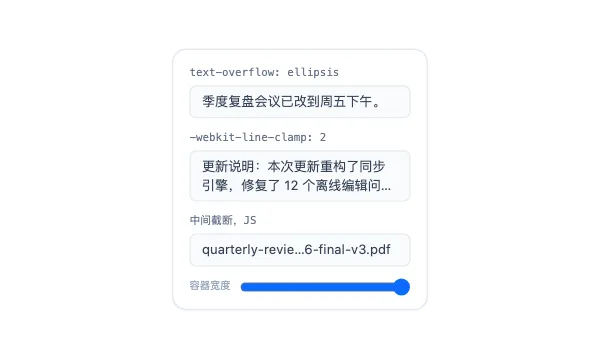 text-overflow: ellipsis
季度复盘会议已改到周五下午。
-webkit-line-clamp: 2
更新说明：本次更新重构了同步
引擎，修复了 12 个离线编辑问...
中间截断，JS
quarterly-revie...6-final-v3.pdf
容器宽度